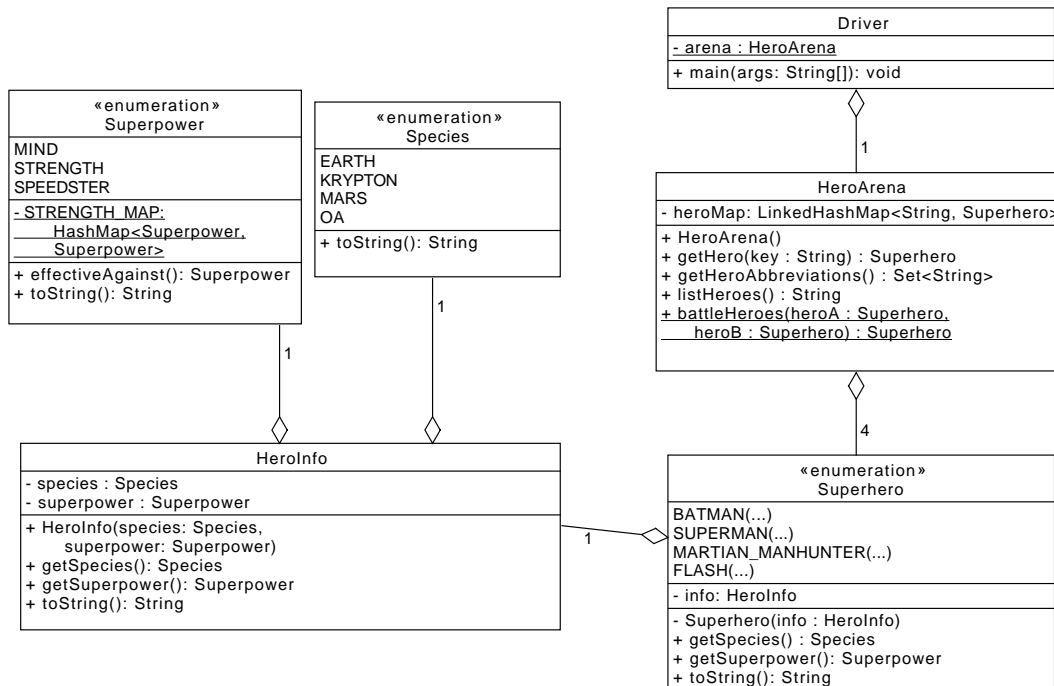 Driver
- arena : HeroArena
+ main(args: String[]): void
«enumeration»
Superpower
MIND
STRENGTH
SPEEDSTER
- STRENGTH_MAP:
HashMap<Superpower,
Superpower>
+ effectiveAgainst(): Superpower
+ toString(): String
«enumeration»
Species
EARTH
KRYPTON
MARS
OA
+ toString(): String
1
HeroArena
- heroMap: LinkedHashMap<String, Superhero>
+ HeroArena()
+ getHero(key : String) : Superhero
+ getHeroAbbreviations() : Set<String>
+ listHeroes() : String
+ battleHeroes(heroA : Superhero,
heroB : Superhero) : Superhero
1
1
4
HeroInfo
- species : Species
- superpower : Superpower
+ HeroInfo(species: Species,
superpower: Superpower)
+ getSpecies(): Species
+ getSuperpower(): Superpower
+ toString(): String
1
«enumeration»
Superhero
BATMAN(...)
SUPERMAN(...)
MARTIAN_MANHUNTER(...)
FLASH(...)
- info: HeroInfo
- Superhero(info : HeroInfo)
+ getSpecies() : Species
+ getSuperpower(): Superpower
+ toString(): String